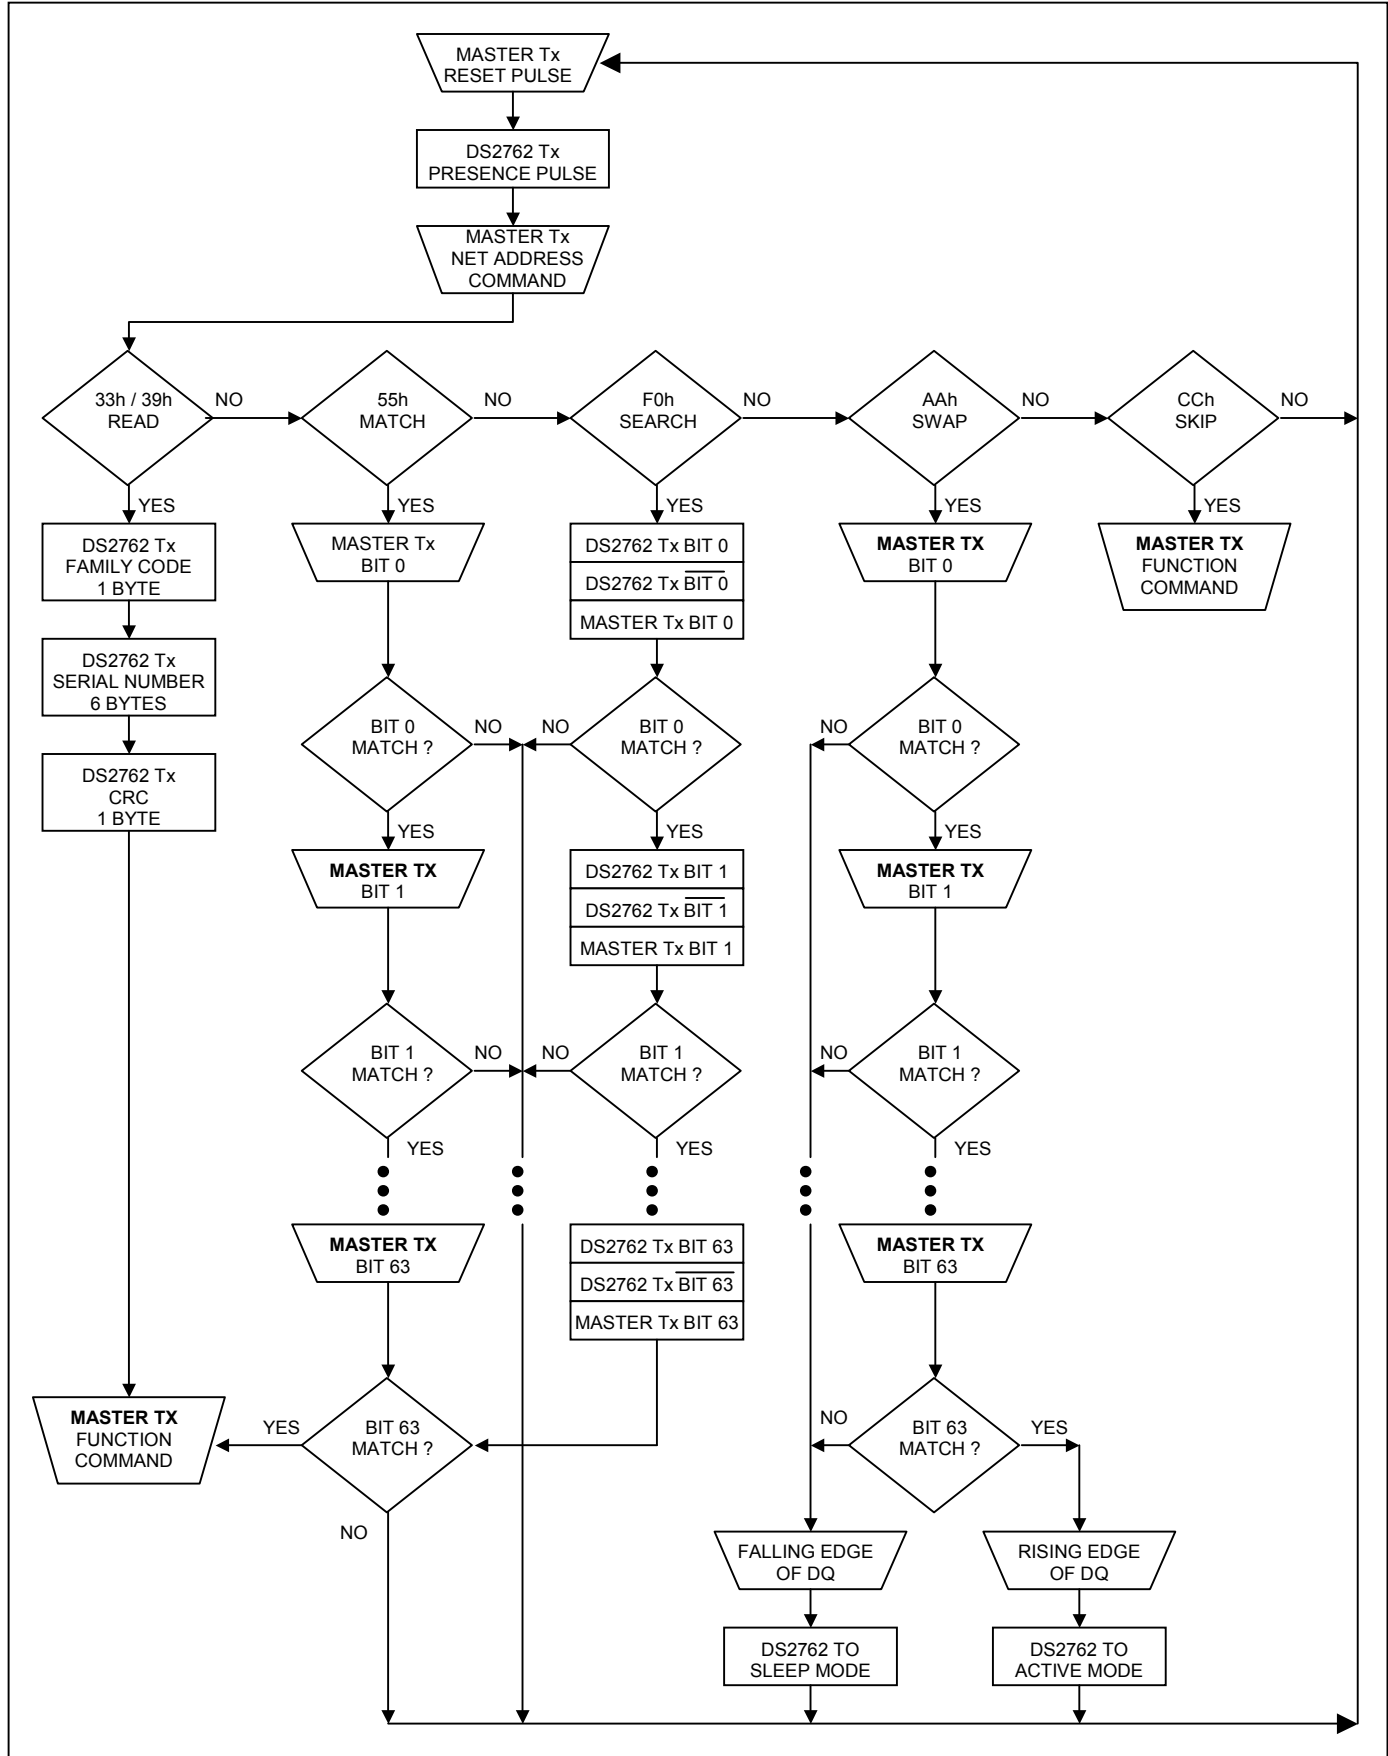 MASTER Tx
RESET PULSE
DS2762 Tx
PRESENCE PULSE
MASTER Tx
NET ADDRESS
COMMAND
33h / 39h
READ
NO
55h
MATCH
NO
F0h
SEARCH
NO
AAh
SWAP
NO
CCh
SKIP
NO
YES
YES
YES
YES
YES
DS2762 Tx
FAMILY CODE
1 BYTE
DS2762 Tx
SERIAL NUMBER
6 BYTES
DS2762 Tx
CRC
1 BYTE
MASTER TX
FUNCTION
COMMAND
MASTER Tx
BIT 0
BIT 0
MATCH ?
NO
YES
MASTER TX
BIT 1
BIT 1
MATCH ?
NO
YES
MASTER TX
BIT 63
BIT 63
MATCH ?
YES
NO
DS2762 Tx BIT 0
DS2762 Tx BIT 0
MASTER Tx BIT 0
NO
BIT 0
MATCH ?
YES
DS2762 Tx BIT 1
DS2762 Tx BIT 1
MASTER Tx BIT 1
NO
BIT 1
MATCH ?
YES
DS2762 Tx BIT 63
DS2762 Tx BIT 63
MASTER Tx BIT 63
MASTER TX
BIT 0
NO
BIT 0
MATCH ?
YES
MASTER TX
BIT 1
NO
BIT 1
MATCH ?
YES
MASTER TX
BIT 63
NO
BIT 63
MATCH ?
YES
FALLING EDGE
OF DQ
DS2762 TO
SLEEP MODE
RISING EDGE
OF DQ
DS2762 TO
ACTIVE MODE
MASTER TX
FUNCTION
COMMAND